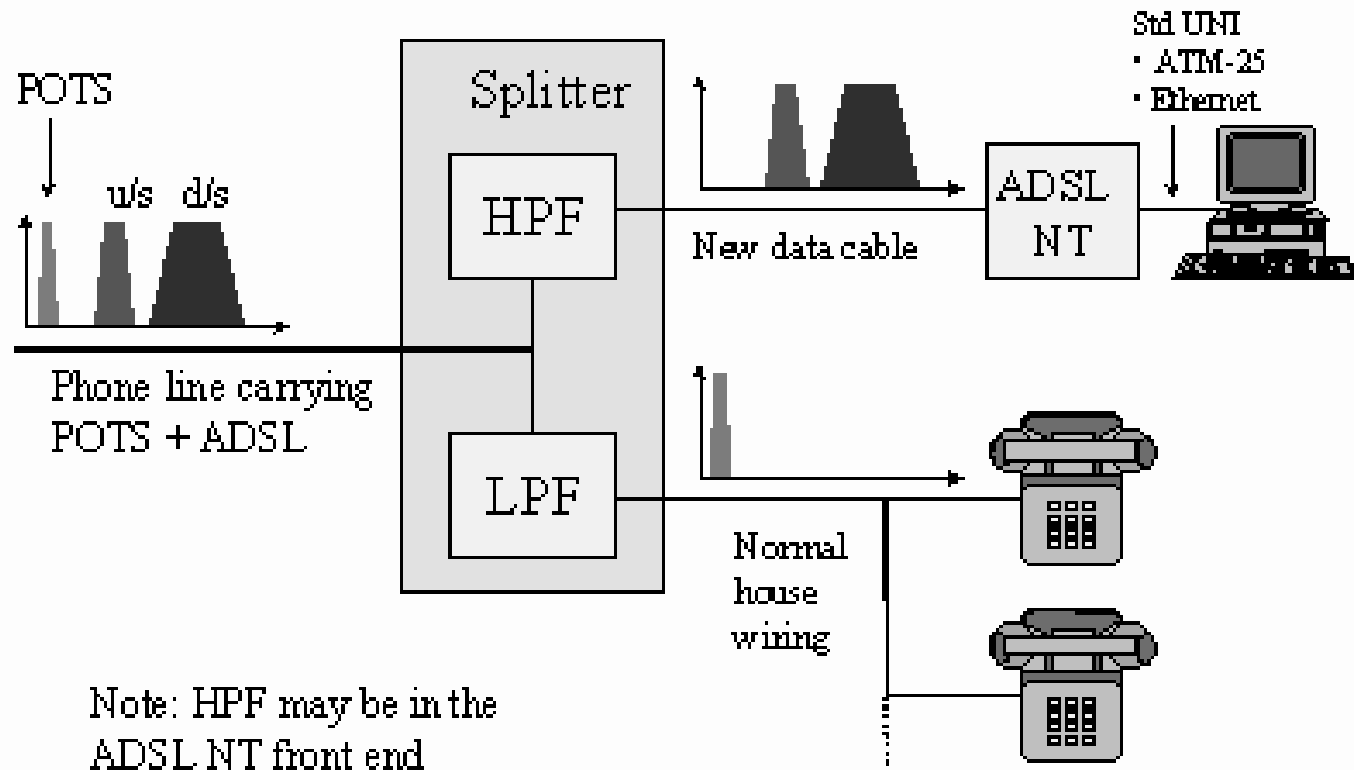 POTS
u/s d/s
Phone line carrying
POTS + ADSL
Splitter
HPF
LPF
New data cable
ADSL
NT
Std UNI
· ATM-25
· Ethernet
Normal
house
wiring
Note: HPF may be in the
ADSL NT front end